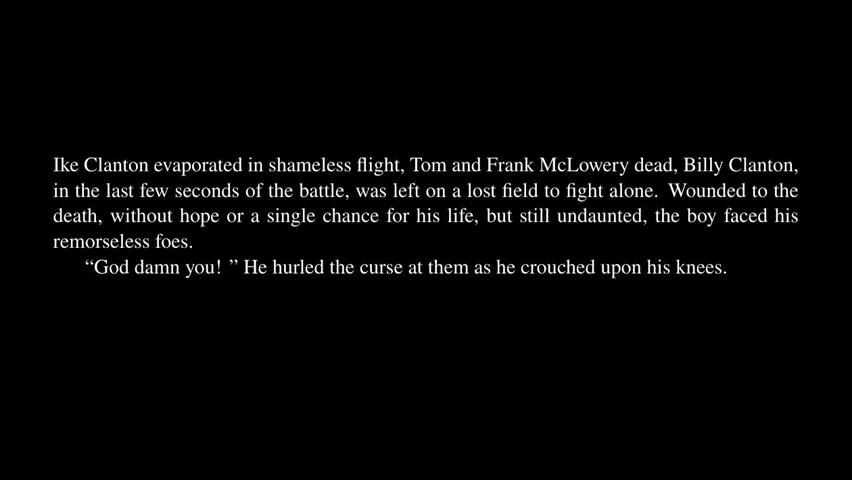 Ike Clanton evaporated in shameless flight, Tom and Frank McLowery dead, Billy Clanton,
in the last few seconds of the battle, was left on a lost field to fight alone. Wounded to the
death, without hope or a single chance for his life, but still undaunted, the boy faced his
remorseless foes.
“God damn you! ” He hurled the curse at them as he crouched upon his knees.